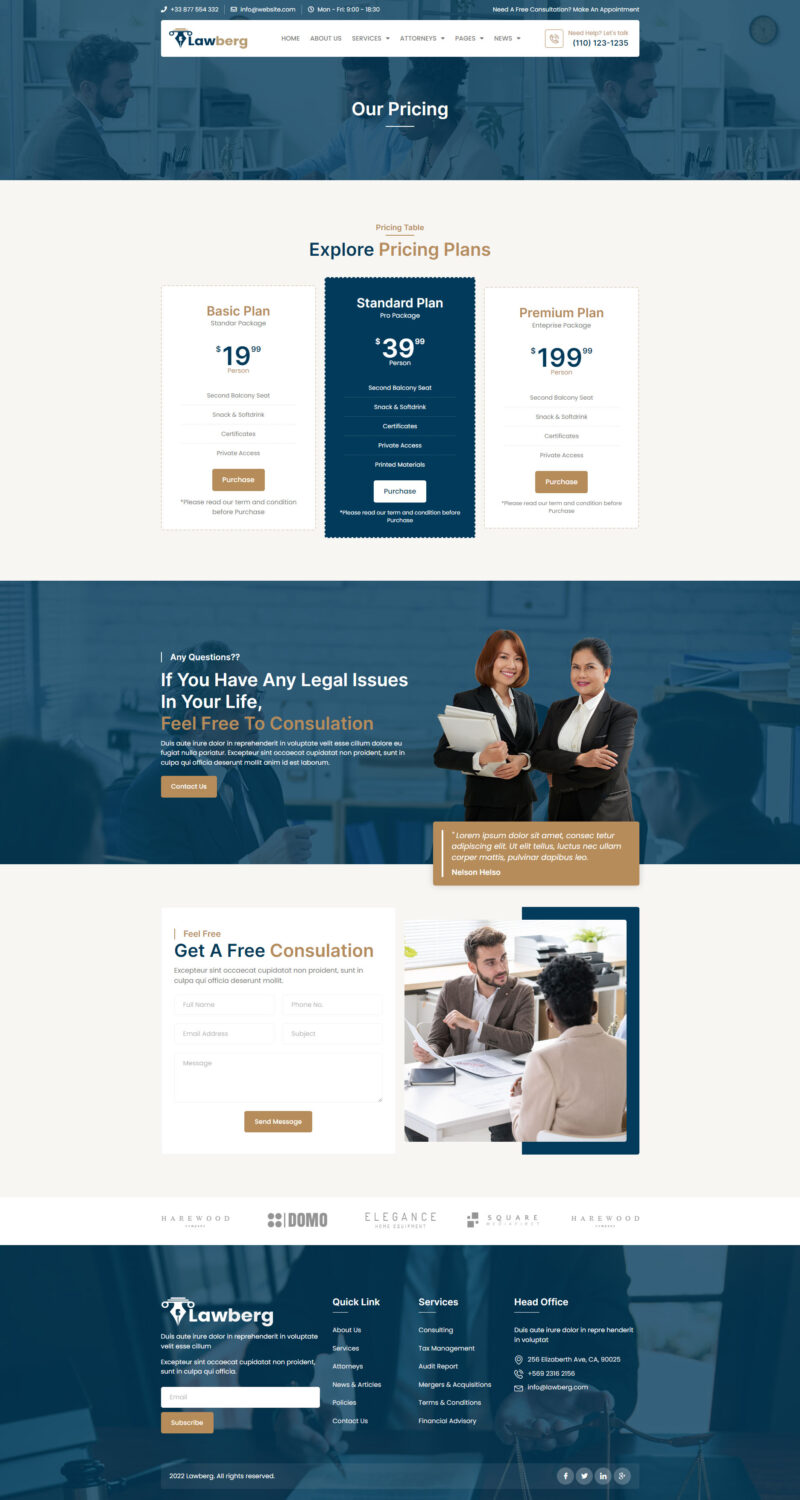 +33 877 554 332
info@website.com
Mon - Fri: 9:00 - 18:30
Need A Free Consultation? Make An Appointment
Lawberg
HOME
ABOUT US
SERVICES
ATTORNEYS
PAGES
NEWS
Need Help? Let's talk
(110) 123-1235
Our Pricing
Pricing Table
Explore Pricing Plans
Basic Plan
Standar Package
$19.99
Person
Second Balcony Seat
Snack & Softdrink
Certificates
Private Access
Purchase
*Please read our term and condition
before Purchase
Standard Plan
Pro Package
$39.99
Person
Second Balcony Seat
Snack & Softdrink
Certificates
Private Access
Printed Materials
Purchase
*Please read our term and condition before
Purchase
Premium Plan
Enteprise Package
$199.99
Person
Second Balcony Seat
Snack & Softdrink
Certificates
Private Access
Purchase
*Please read our term and condition before
Purchase
Any Questions??
If You Have Any Legal Issues
In Your Life,
Feel Free To Consulation
Duis aute irure dolor in reprehenderit in voluptate velit esse cillum dolore eu
fugiat nulla pariatur. Excepteur sint occaecat cupidatat non proident, sunt in
culpa qui officia deserunt mollit anim id est laborum.
Contact Us
" Lorem ipsum dolor sit amet, consec tetur
adipiscing elit. Ut elit tellus, luctus nec ullam
corper mattis, pulvinar dapibus leo.
Nelson Helso
Feel Free
Get A Free Consulation
Excepteur sint occaecat cupidatat non proident, sunt in
culpa qui officia deserunt mollit.
Full Name
Phone No.
Email Address
Subject
Message
Send Message
HAREWOOD
COMPANY
DOMO
ELEGANCE
HOME EQUIPMENT
SQUARE
HAREWOOD
COMPANY
Lawberg
Duis aute irure dolor in reprehenderit in voluptate
velit esse cillum
Excepteur sint occaecat cupidatat non proident,
sunt in culpa qui officia.
Email
Subscribe
Quick Link
About Us
Services
Attorneys
News & Articles
Policies
Contact Us
Services
Consulting
Tax Management
Audit Report
Mergers & Acquisitions
Terms & Conditions
Financial Advisory
Head Office
Duis aute irure dolor in repre henderit
in voluptat
256 Elizaberth Ave, CA, 90025
+569 2316 2156
info@lawberg.com
2022 Lawberg. All rights reserved.